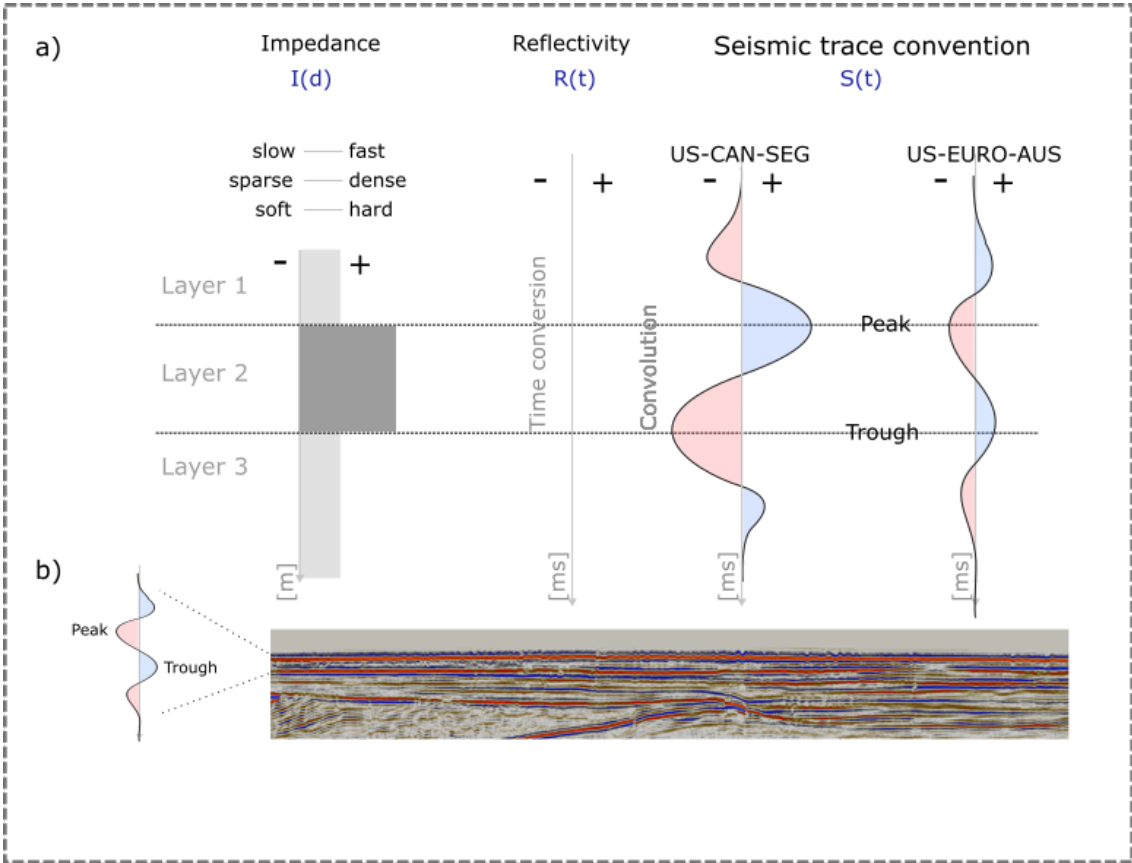 a)
Impedance
Reflectivity
Seismic trace convention
I(d)
R(t)
S(t)
slow fast
sparse dense
soft hard
US-CAN-SEG
US-EURO-AUS
- +
- +
- +
- +
Layer 1
Layer 2
Layer 3
Time conversion
Convolution
Peak
Trough
[m]
[ms]
[ms]
[ms]
b)
Peak
Trough